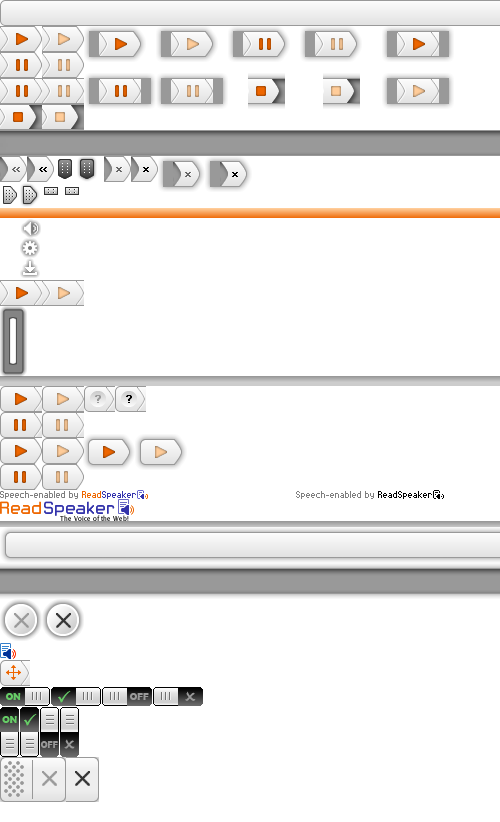 ? ?
Speech-enabled by ReadSpeaker Speech-enabled by ReadSpeaker
ReadSpeaker
The Voice of the Web!
ON OFF
ON
OFF